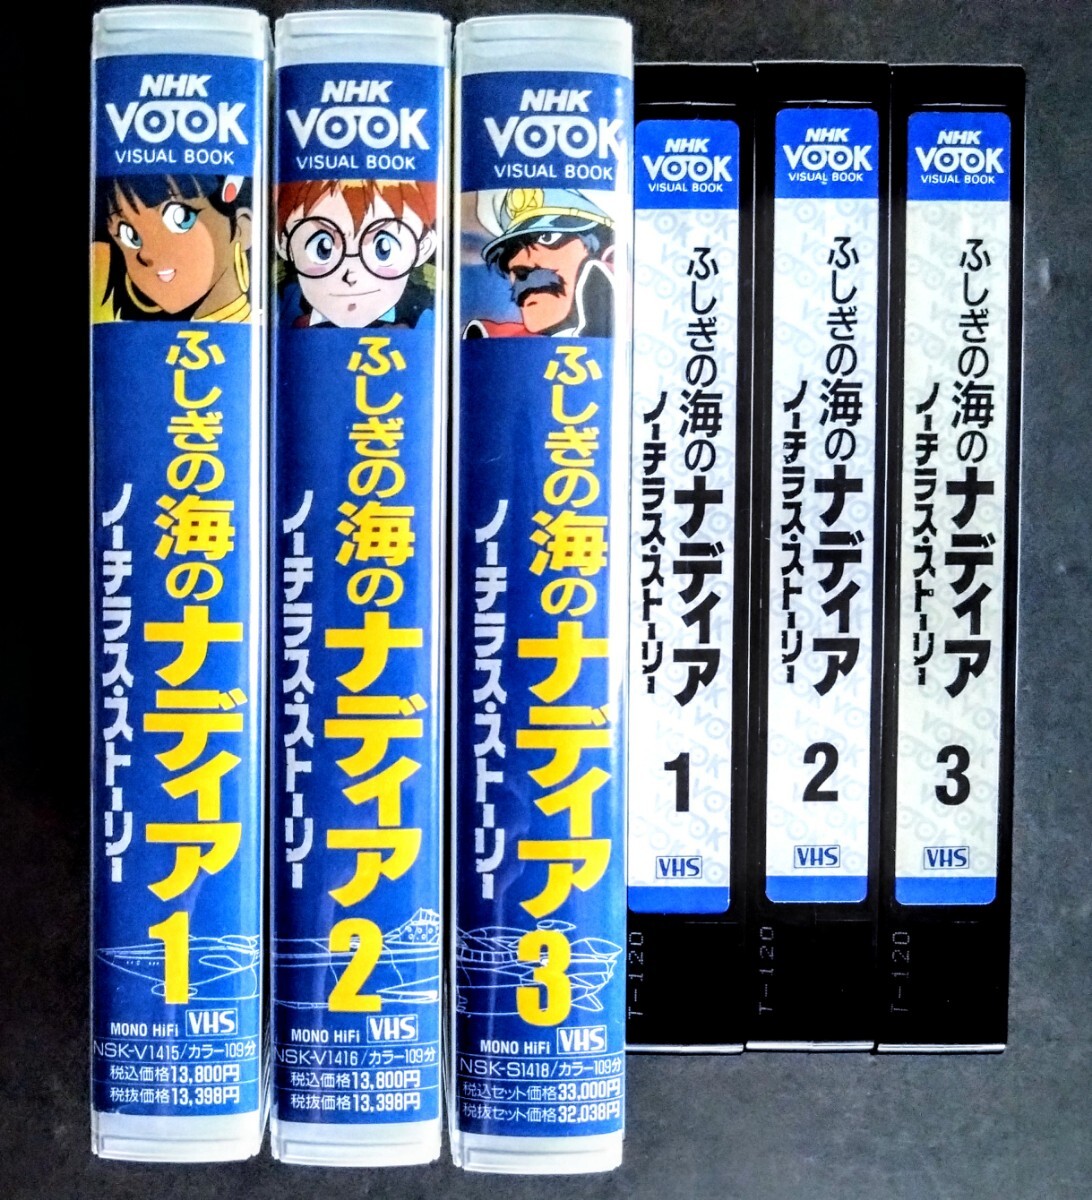 NHK
VOOK
VISUAL BOOK
ふしぎの海のナディア
ノーチラス・ストーリー
1
MONO HiFi VHS
NSK-V1415/カラー109分
税込価格13,800円
税抜価格13,398円
NHK
VOOK
VISUAL BOOK
ふしぎの海のナディア
ノーチラス・ストーリー
2
MONO HiFi VHS
NSK-V1416/カラー109分
税込価格13,800円
税抜価格13,398円
NHK
VOOK
VISUAL BOOK
ふしぎの海のナディア
ノーチラス・ストーリー
3
MONO HiFi VHS
NSK-S1418/カラー109分
税込セット価格33,000円
税抜セット価格32,038円
NHK
VOOK
VISUAL BOOK
ふしぎの海のナディア
ノーチラス・ストーリー
1
VHS
T-120
NHK
VOOK
VISUAL BOOK
ふしぎの海のナディア
ノーチラス・ストーリー
2
VHS
T-120
NHK
VOOK
VISUAL BOOK
ふしぎの海のナディア
ノーチラス・ストーリー
3
VHS
T-120